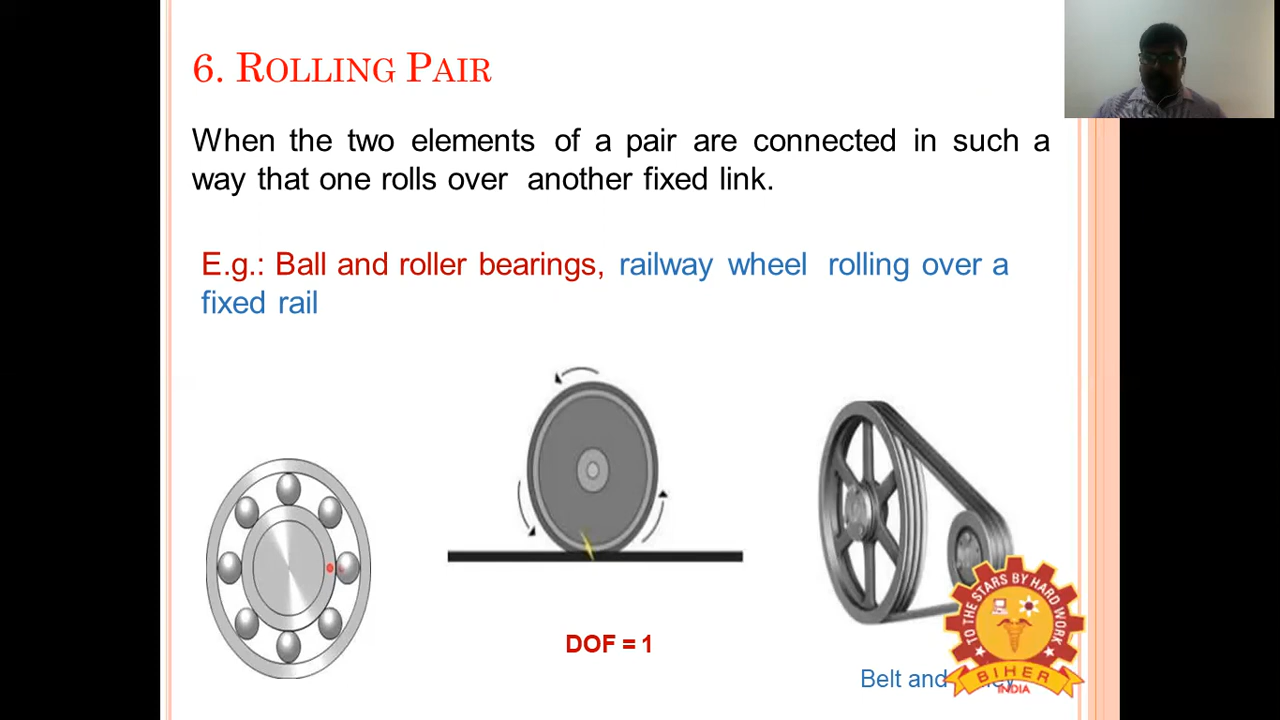 6. ROLLING PAIR
When the two elements of a pair are connected in such a
way that one rolls over another fixed link.
E.g.: Ball and roller bearings, railway wheel rolling over a
fixed rail
DOF = 1
TO THE STARS BY HARD WORK
Belt and
BIHER
INDIA